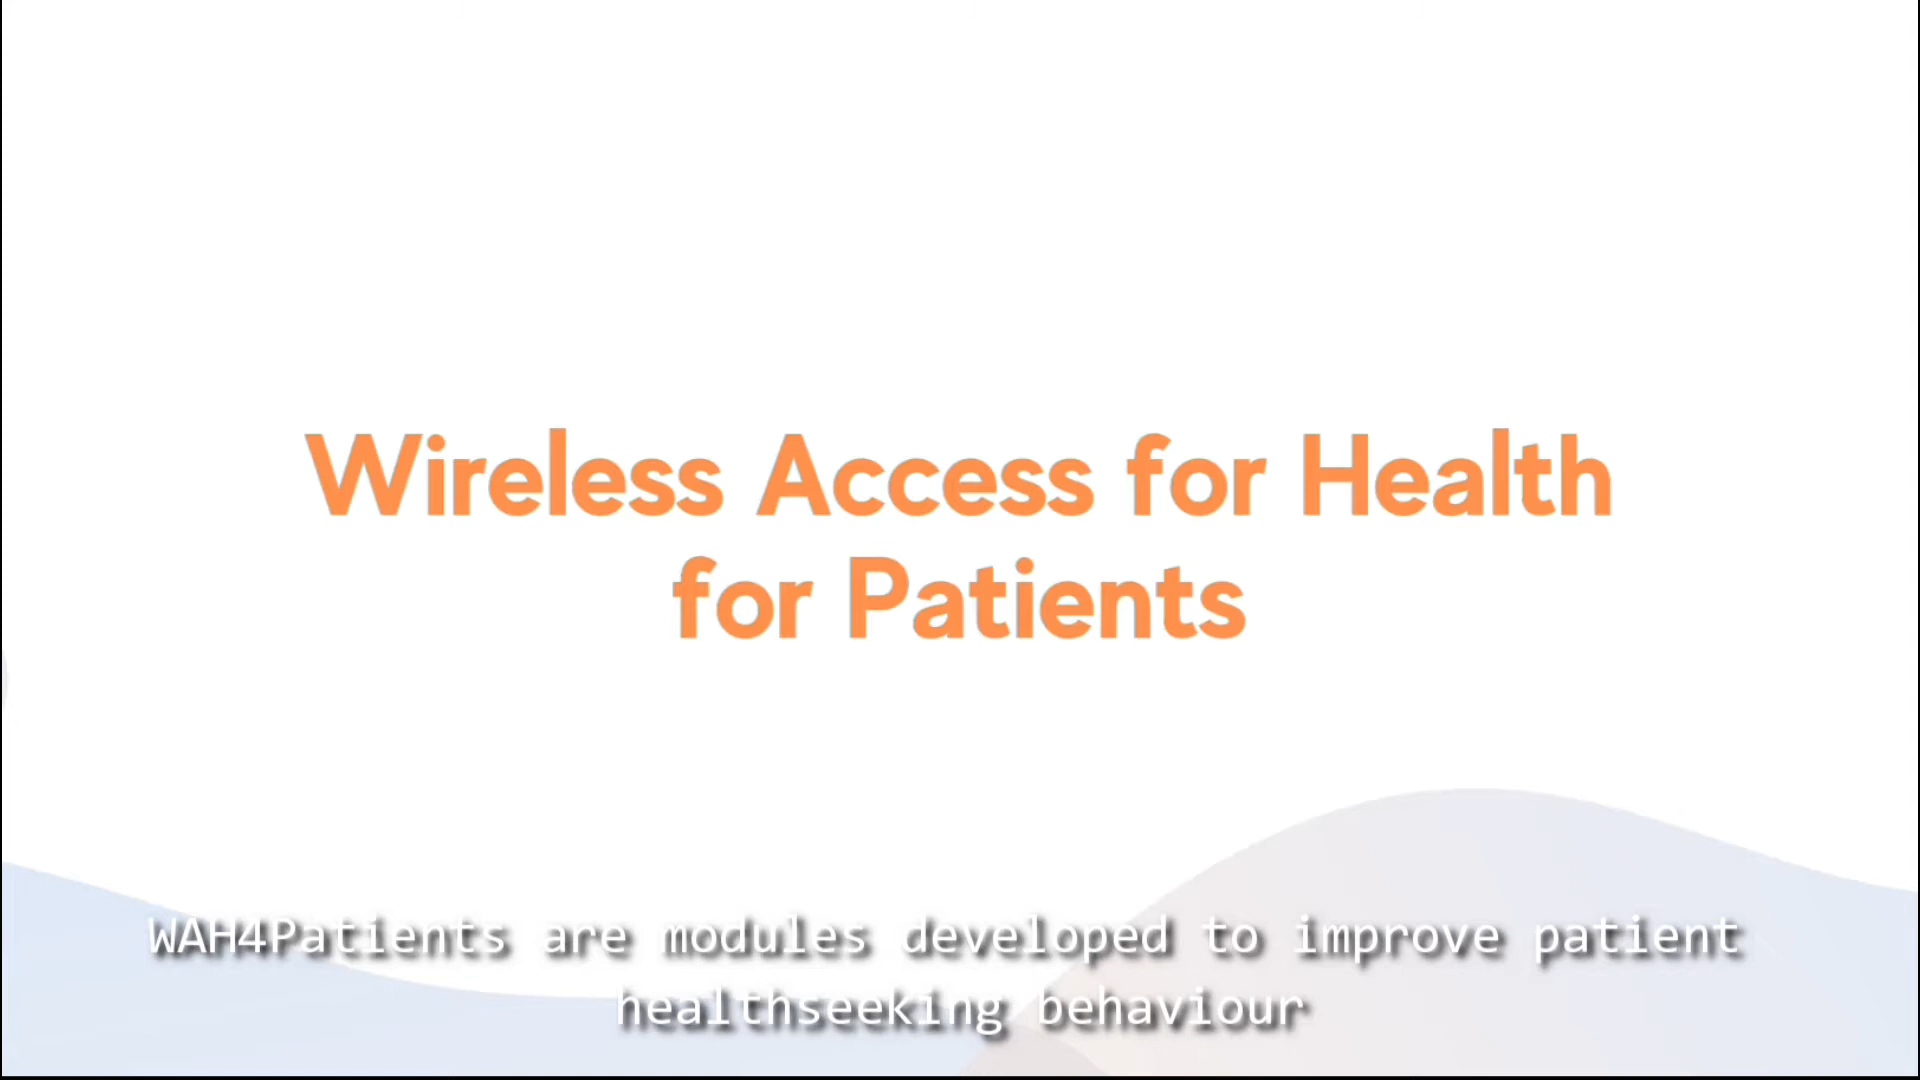 Wireless Access for Health
for Patients
WAH4Patients are modules developed to improve patient
healthseeking behaviour